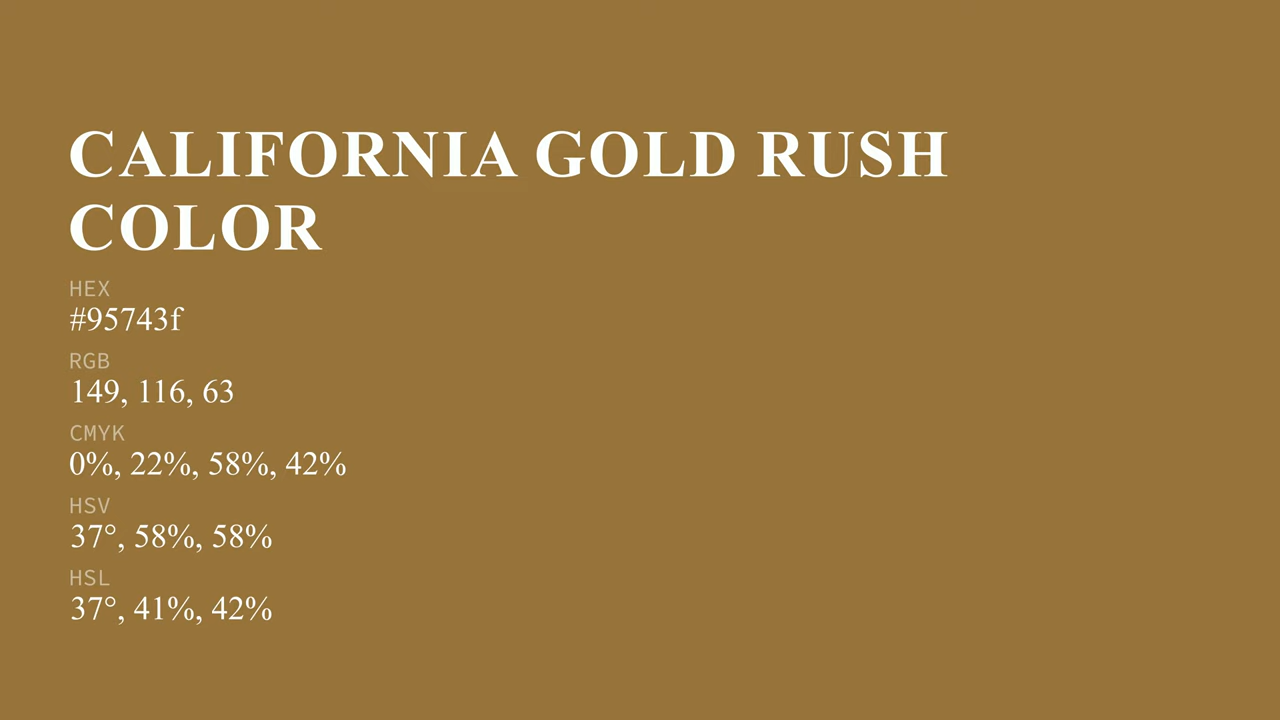 CALIFORNIA GOLD RUSH
COLOR
HEX
#95743f
RGB
149, 116, 63
CMYK
0%, 22%, 58%, 42%
HSV
37°, 58%, 58%
HSL
37°, 41%, 42%